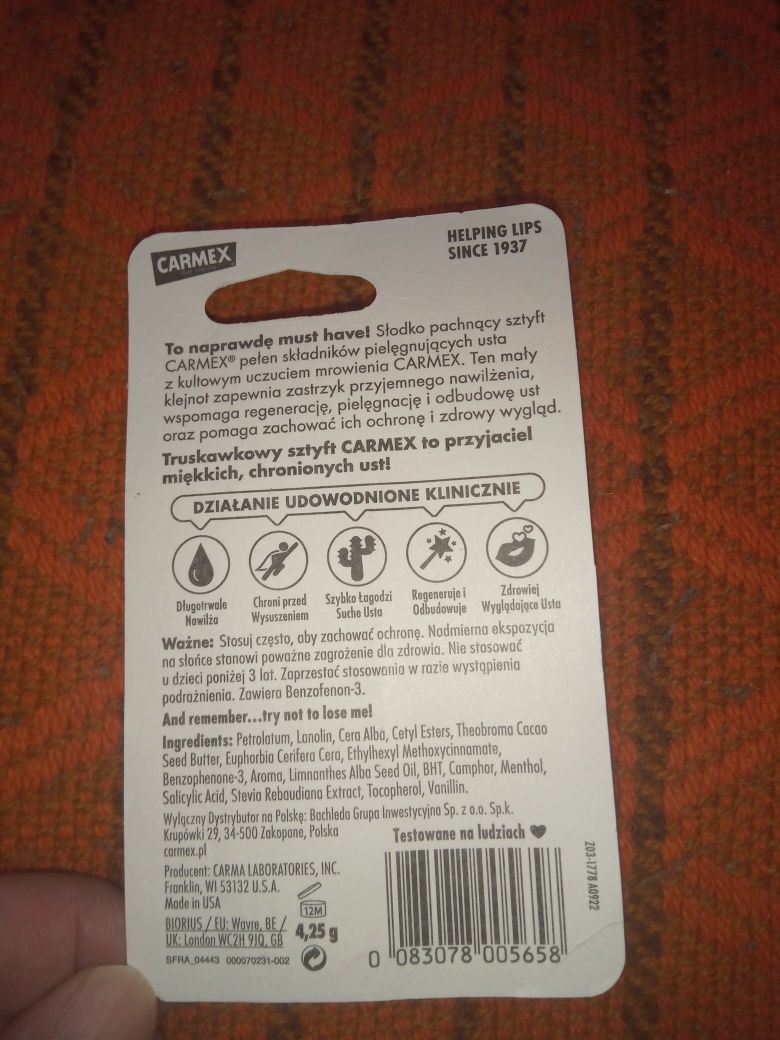 CARMEX
HELPING LIPS
SINCE 1937
To naprawdę must have! Słodko pachnący sztyft
CARMEX® pełen składników pielęgnujących usta
z kultowym uczuciem mrowienia CARMEX. Ten mały
klejnot zapewnia zastrzyk przyjemnego nawilżenia,
wspomaga regenerację, pielęgnację i odbudowę ust
oraz pomaga zachować ich ochronę i zdrowy wygląd.
Truskawkowy sztyft CARMEX to przyjaciel
miękkich, chronionych ust!
DZIAŁANIE UDOWODNIONE KLINICZNIE
Długotrwale
Nawilża
Chroni przed
Wysuszeniem
Szybko Łagodzi
Suche Usta
Regeneruje i
Odbudowuje
Zdrowiej
Wyglądające Usta
Ważne: Stosuj często, aby zachować ochronę. Nadmierna ekspozycja
na słońce stanowi poważne zagrożenie dla zdrowia. Nie stosować
u dzieci poniżej 3 lat. Zaprzestać stosowania w razie wystąpienia
podrażnienia. Zawiera Benzofenon-3.
And remember...try not to lose me!
Ingredients: Petrolatum, Lanolin, Cera Alba, Cetyl Esters, Theobroma Cacao
Seed Butter, Euphorbia Cerifera Cera, Ethylhexyl Methoxycinnamate,
Benzophenone-3, Aroma, Limnanthes Alba Seed Oil, BHT, Camphor, Menthol,
Salicylic Acid, Stevia Rebaudiana Extract, Tocopherol, Vanillin.
Wyłączny Dystrybutor na Polskę: Bachleda Grupa Inwestycyjna Sp. z o.o. Sp.k.
Krupówki 29, 34-500 Zakopane, Polska
carmex.pl
Testowane na ludziach
Producent: CARMA LABORATORIES, INC.
Franklin, WI 53132 U.S.A.
Made in USA
12M
BIORIUS / EU: Wavre, BE /
UK: London WC2H 9JQ, GB
4,25 g
SFRA_04443 000070231-002
0 083078 005658
Z03-1778 A0922